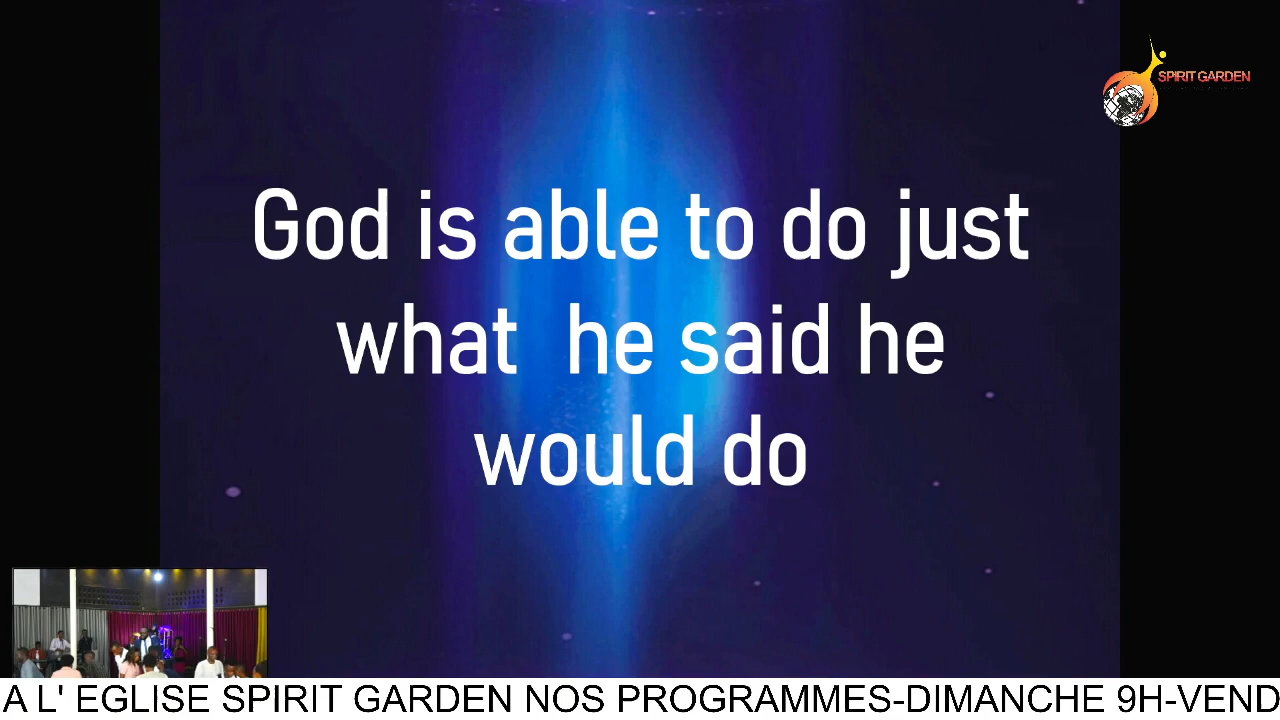 SPIRIT GARDEN
God is able to do just
what he said he
would do
A L' EGLISE SPIRIT GARDEN NOS PROGRAMMES-DIMANCHE 9H-VEND